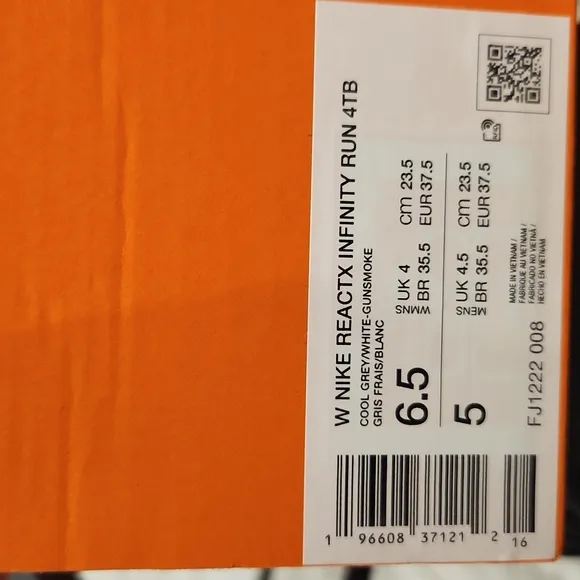 W NIKE REACTX INFINITY RUN 4TB
COOL GREY/WHITE-GUNSMOKE
GRIS FRAIS/BLANC
6.5 WMNS UK 4 cm 23.5
BR 35.5 EUR 37.5
5 MENS UK 4.5 cm 23.5
BR 35.5 EUR 37.5
FJ1222 008
MADE IN VIETNAM /
FABRIQUÉ AU VIETNAM /
FABRICADO NO VIETNÃ /
HECHO EN VIETNAM
1 96608 37121 2 16